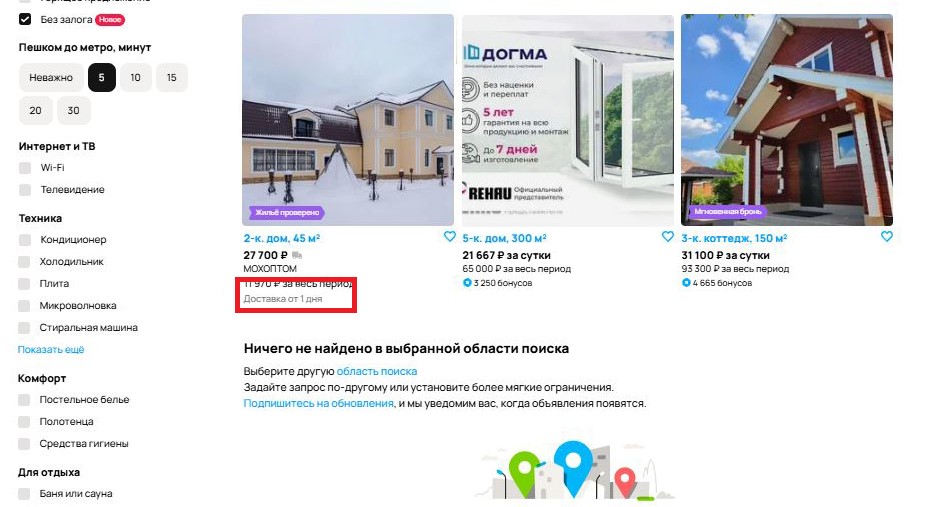 Без залога Новое
Пешком до метро, минут
Неважно 5 10 15
20 30
Интернет и ТВ
Wi-Fi
Телевидение
Техника
Кондиционер
Холодильник
Плита
Микроволновка
Стиральная машина
Показать ещё
Комфорт
Постельное белье
Полотенца
Средства гигиены
Для отдыха
Баня или сауна
Жильё проверено
2-к. дом, 45 м²
27 700 ₽
МОХОПТОМ
11 970 ₽ за весь период
Доставка от 1 дня
ДОГМА
Без наценки
и переплат
5 лет
гарантия на всю
продукцию и монтаж
До 7 дней
изготовление
REHAU Официальный
представитель
5-к. дом, 300 м²
21 667 ₽ за сутки
65 000 ₽ за весь период
3 250 бонусов
Мгновенная бронь
3-к. коттедж, 150 м²
31 100 ₽ за сутки
93 300 ₽ за весь период
4 665 бонусов
Ничего не найдено в выбранной области поиска
Выберите другую область поиска
Задайте запрос по-другому или установите более мягкие ограничения.
Подпишитесь на обновления, и мы уведомим вас, когда объявления появятся.